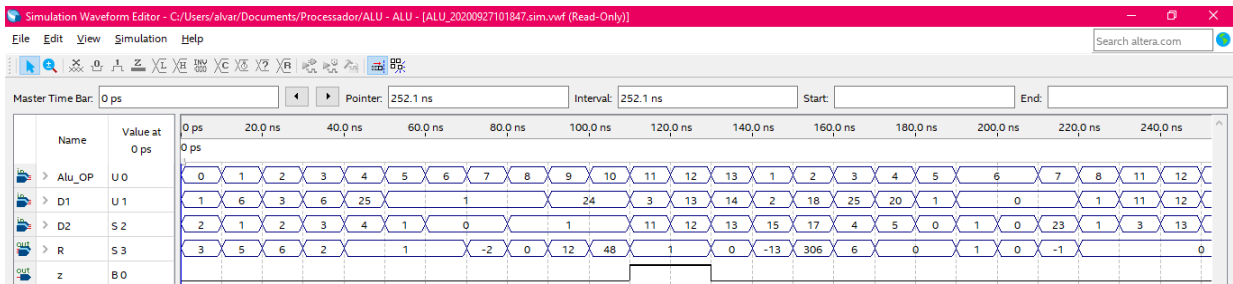 Simulation Waveform Editor - C:/Users/alvar/Documents/Processador/ALU - ALU - [ALU_20200927101847.sim.vwf (Read-Only)]
File Edit View Simulation Help
Search altera.com
Master Time Bar: 0 ps Pointer: 252.1 ns Interval: 252.1 ns Start: End:
Name Value at 0 ps
0 ps 20.0 ns 40.0 ns 60.0 ns 80.0 ns 100.0 ns 120.0 ns 140.0 ns 160.0 ns 180.0 ns 200.0 ns 220.0 ns 240.0 ns
0 ps
in Alu_OP U 0 0 1 2 3 4 5 6 7 8 9 10 11 12 13 1 2 3 4 5 6 7 8 11 12
in D1 U 1 1 6 3 6 25 1 24 3 13 14 2 18 25 20 1 0 1 11 12
in D2 S 2 2 1 2 3 4 1 0 1 11 12 13 15 17 4 5 0 1 0 23 1 3 13
out R S 3 3 5 6 2 1 -2 0 12 48 1 0 -13 306 6 0 1 0 -1 0
out z B 0